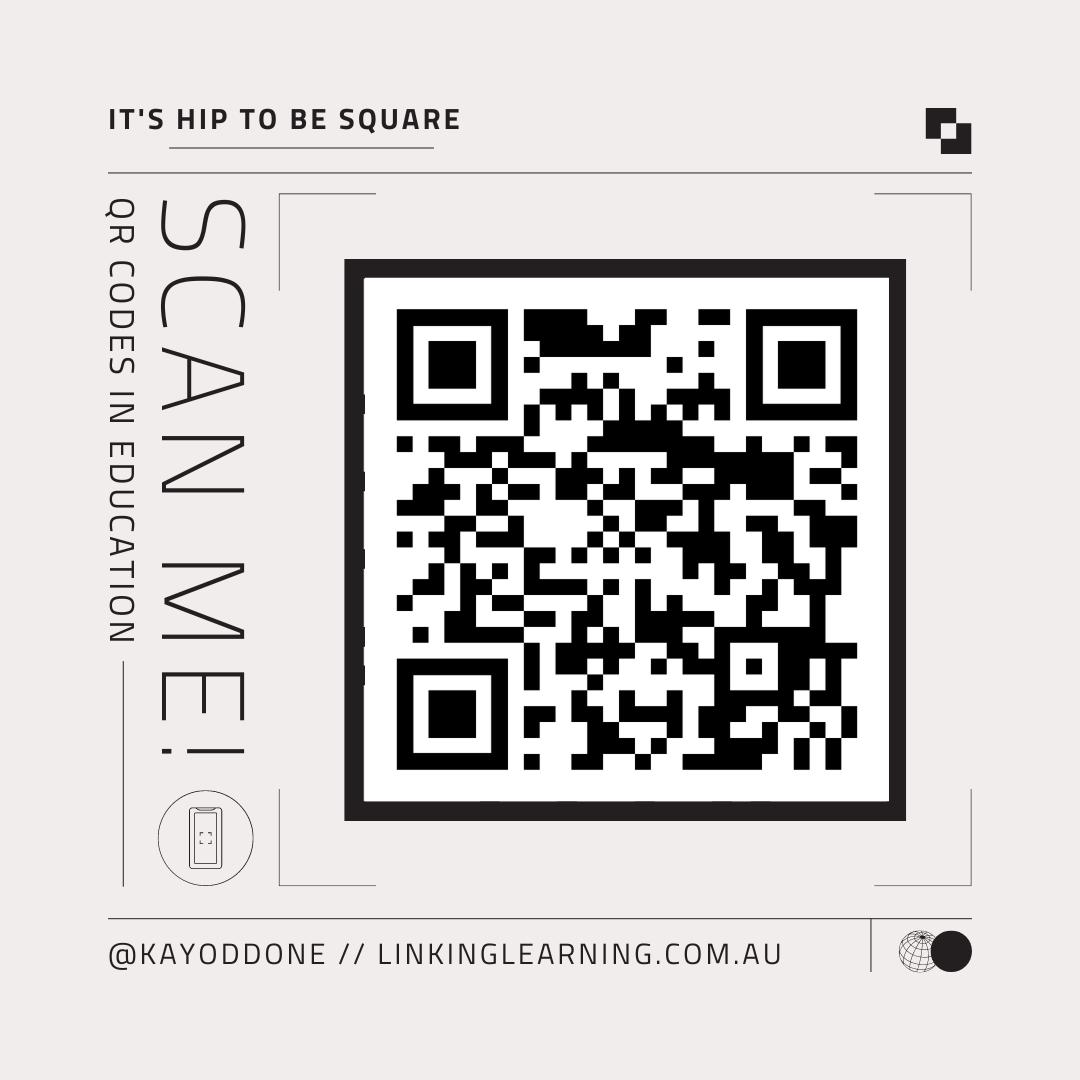 IT'S HIP TO BE SQUARE
SCAN ME!
QR CODES IN EDUCATION
@KAYODDONE // LINKINGLEARNING.COM.AU